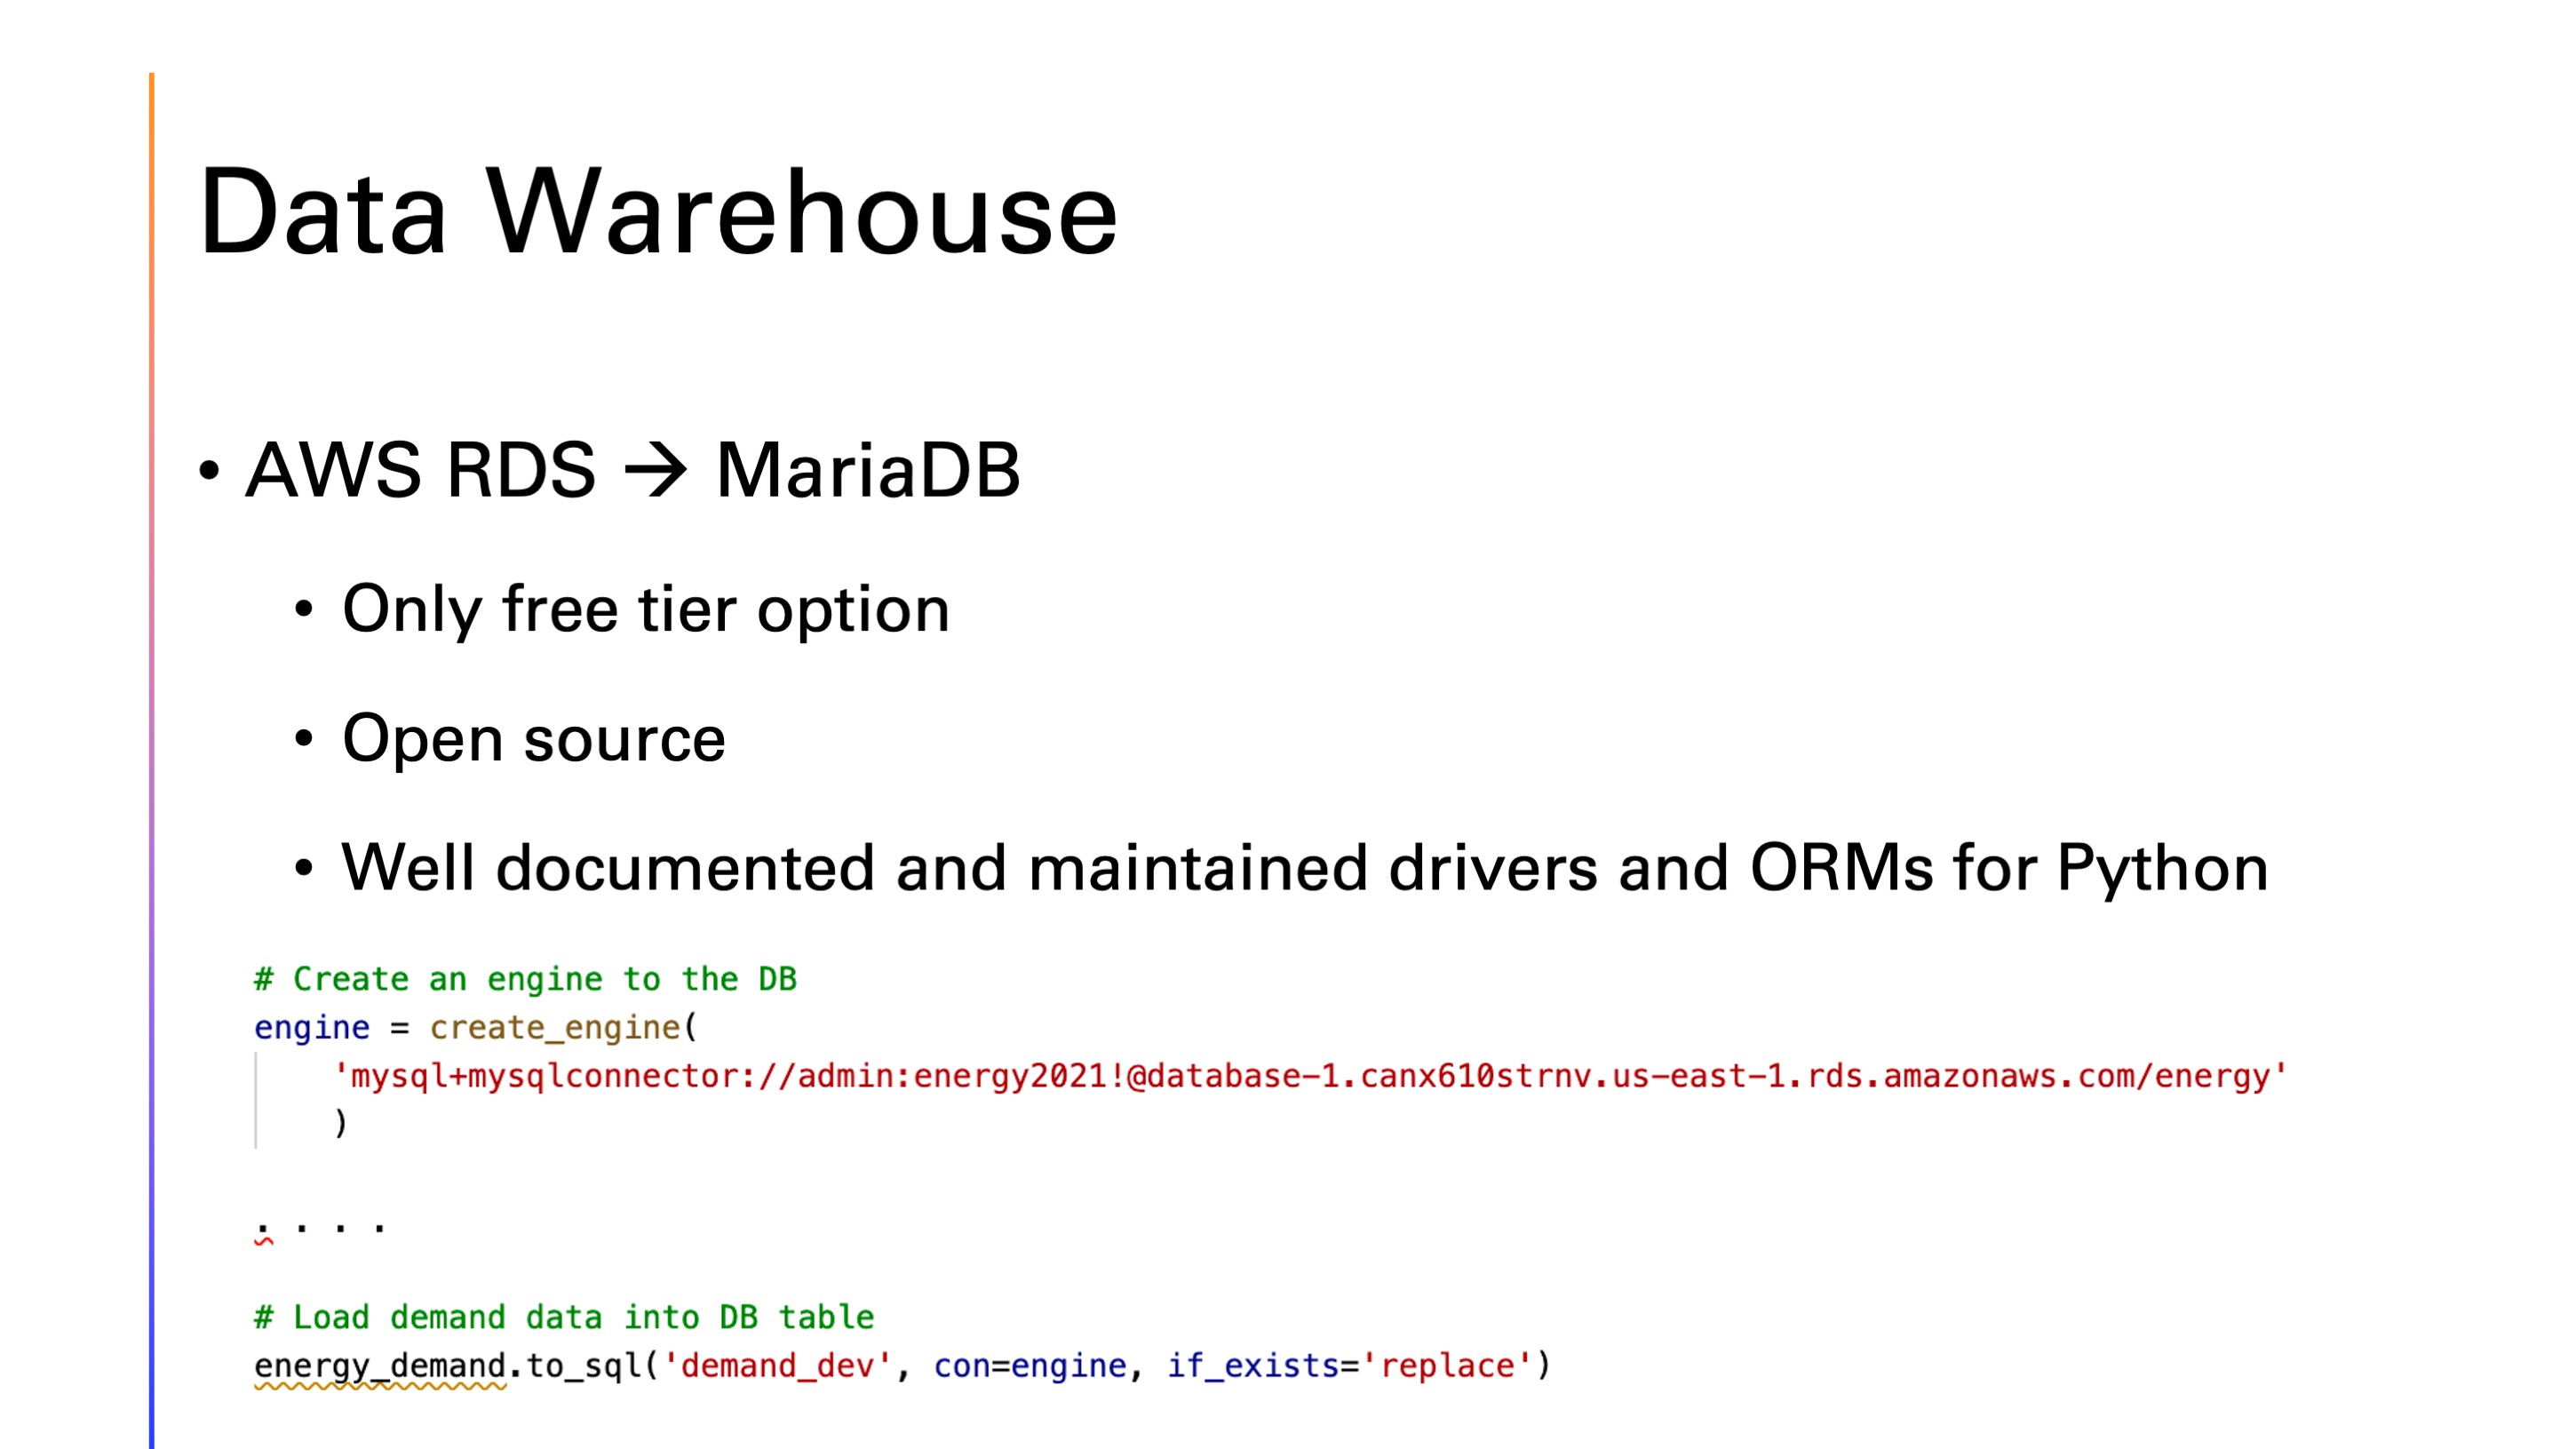 Data Warehouse
• AWS RDS → MariaDB
• Only free tier option
• Open source
• Well documented and maintained drivers and ORMs for Python
# Create an engine to the DB
engine = create_engine(
    'mysql+mysqlconnector://admin:energy2021!@database-1.canx610strnv.us-east-1.rds.amazonaws.com/energy'
    )
. . . .
# Load demand data into DB table
energy_demand.to_sql('demand_dev', con=engine, if_exists='replace')